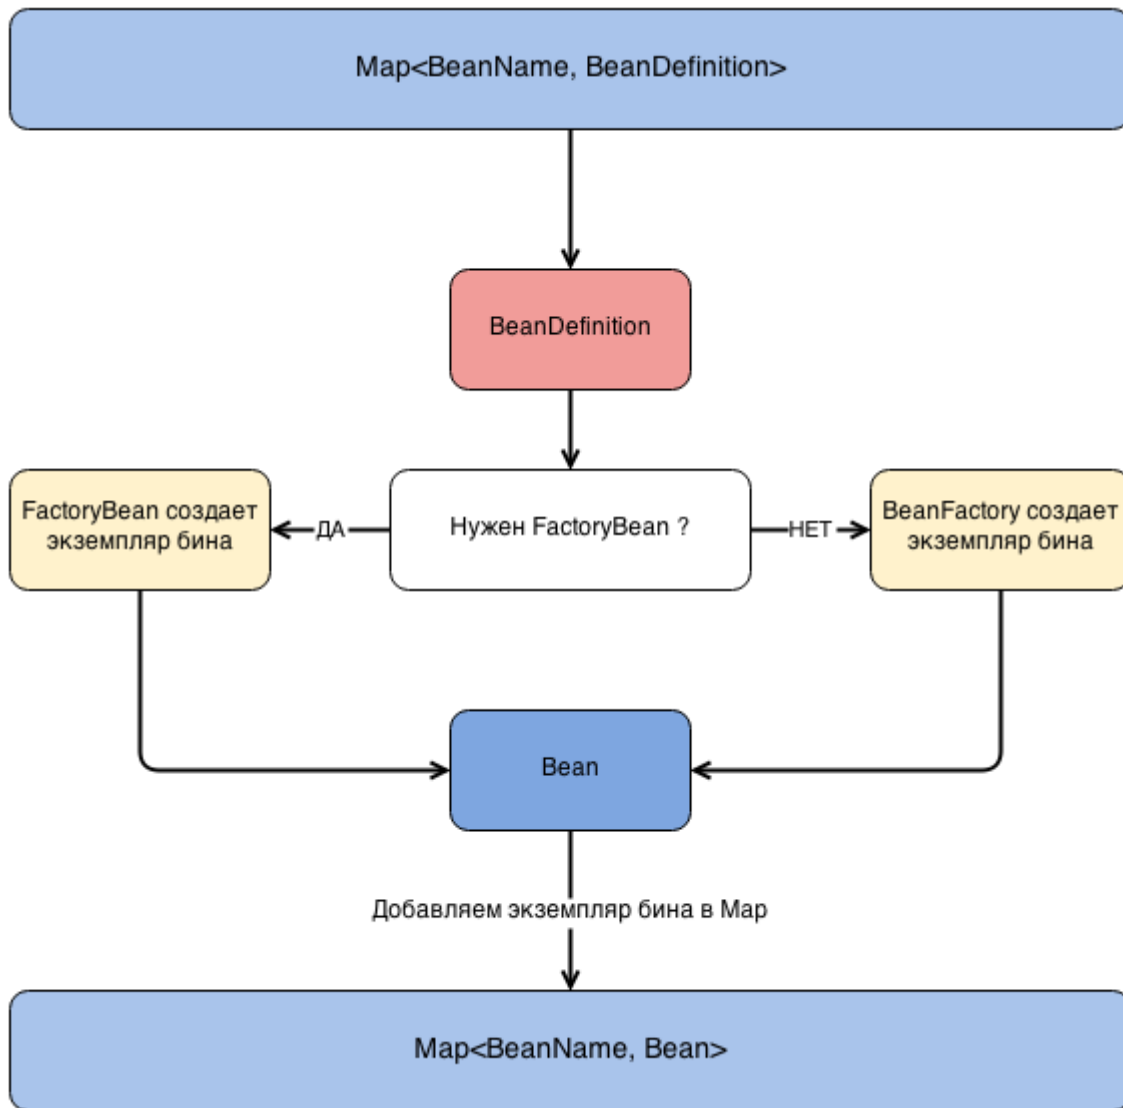 Map<BeanName, BeanDefinition>
BeanDefinition
FactoryBean создает
экземпляр бина
ДА
Нужен FactoryBean ?
НЕТ
BeanFactory создает
экземпляр бина
Bean
Добавляем экземпляр бина в Map
Map<BeanName, Bean>